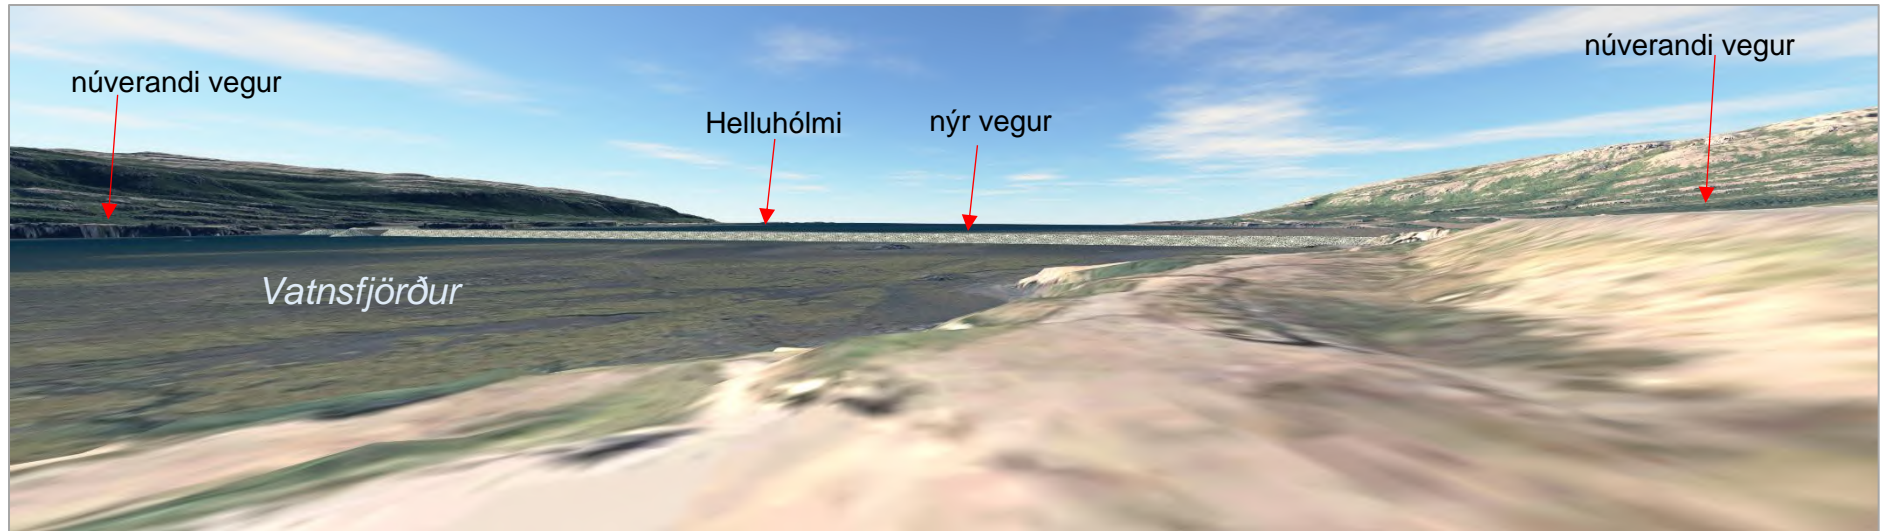 núverandi vegur
núverandi vegur
Helluhólmi
nýr vegur
Vatnsfjörður